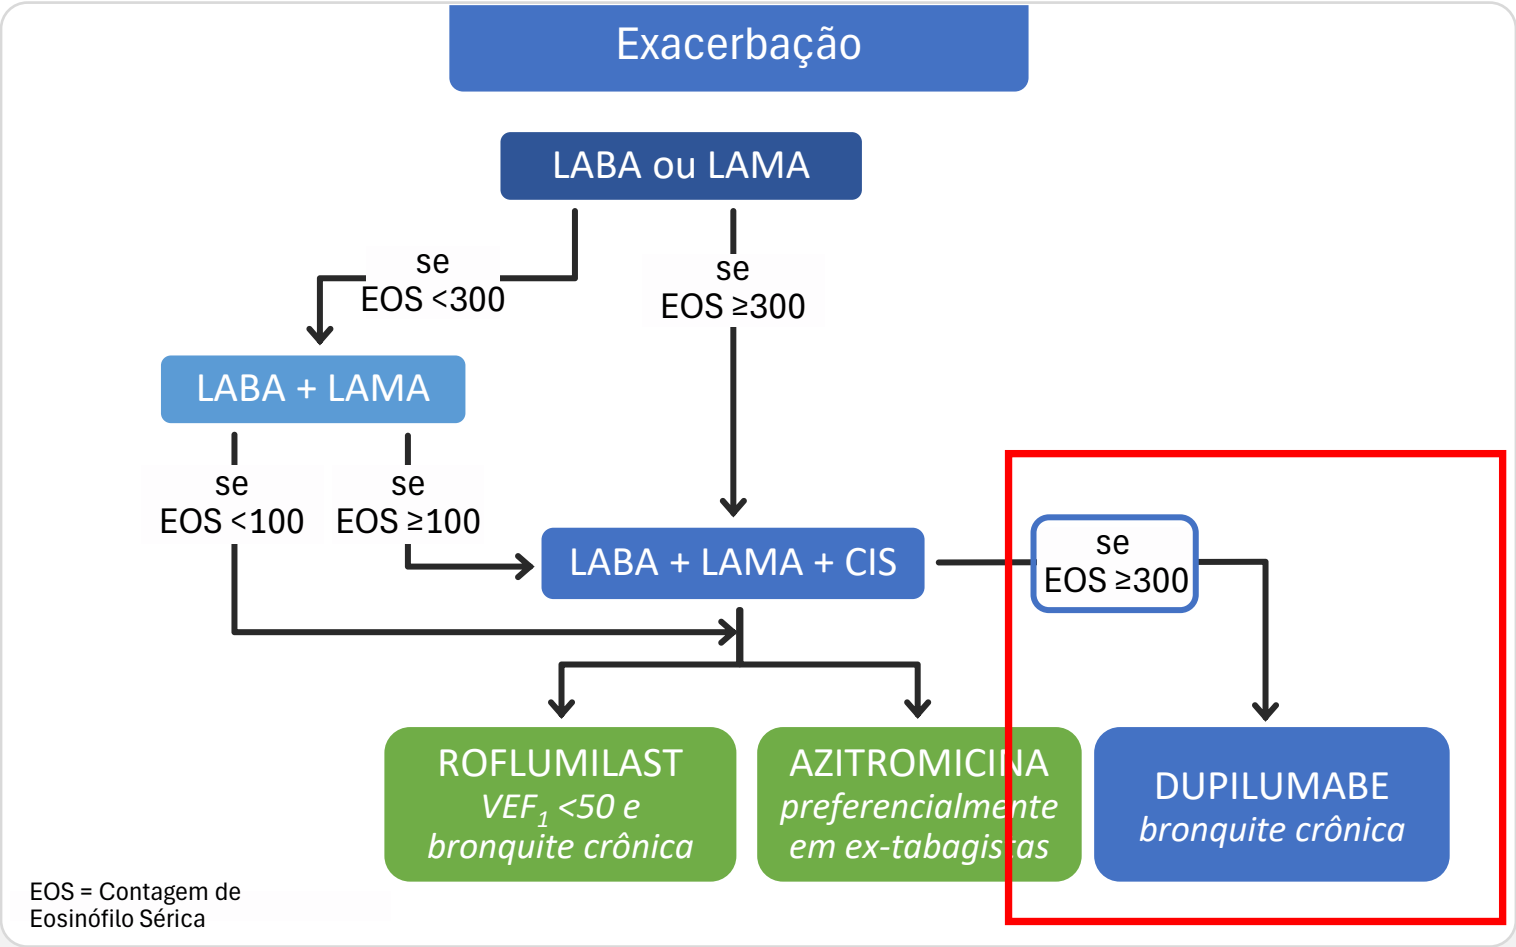 Exacerbação
LABA ou LAMA
se
EOS <300
se
EOS ≥300
LABA + LAMA
se
EOS <100
se
EOS ≥100
LABA + LAMA + CIS
se
EOS ≥300
ROFLUMILAST
VEF₁ <50 e
bronquite crônica
AZITROMICINA
preferencialmente
em ex-tabagistas
DUPILUMABE
bronquite crônica
EOS = Contagem de
Eosinófilo Sérica